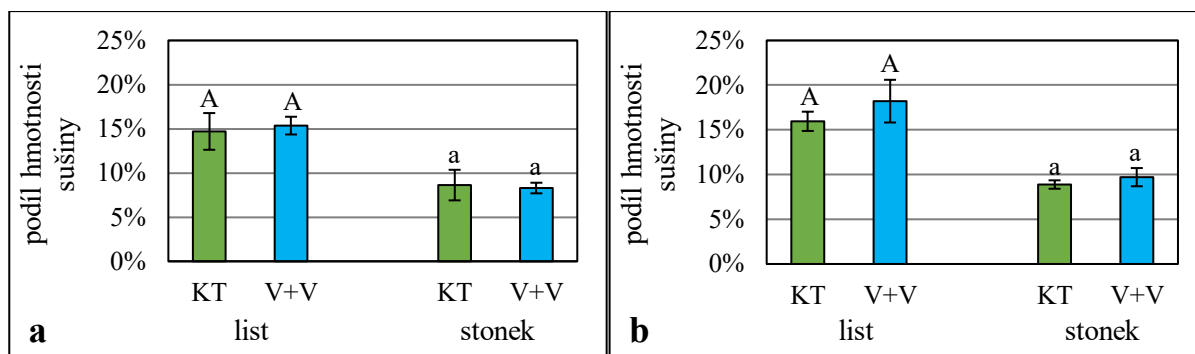 podíl hmotnosti
sušiny
25%
20%
15%
10%
5%
0%
A
A
a
a
KT
V+V
KT
V+V
list
stonek
a
podíl hmotnosti
sušiny
25%
20%
15%
10%
5%
0%
A
A
a
a
KT
V+V
KT
V+V
list
stonek
b